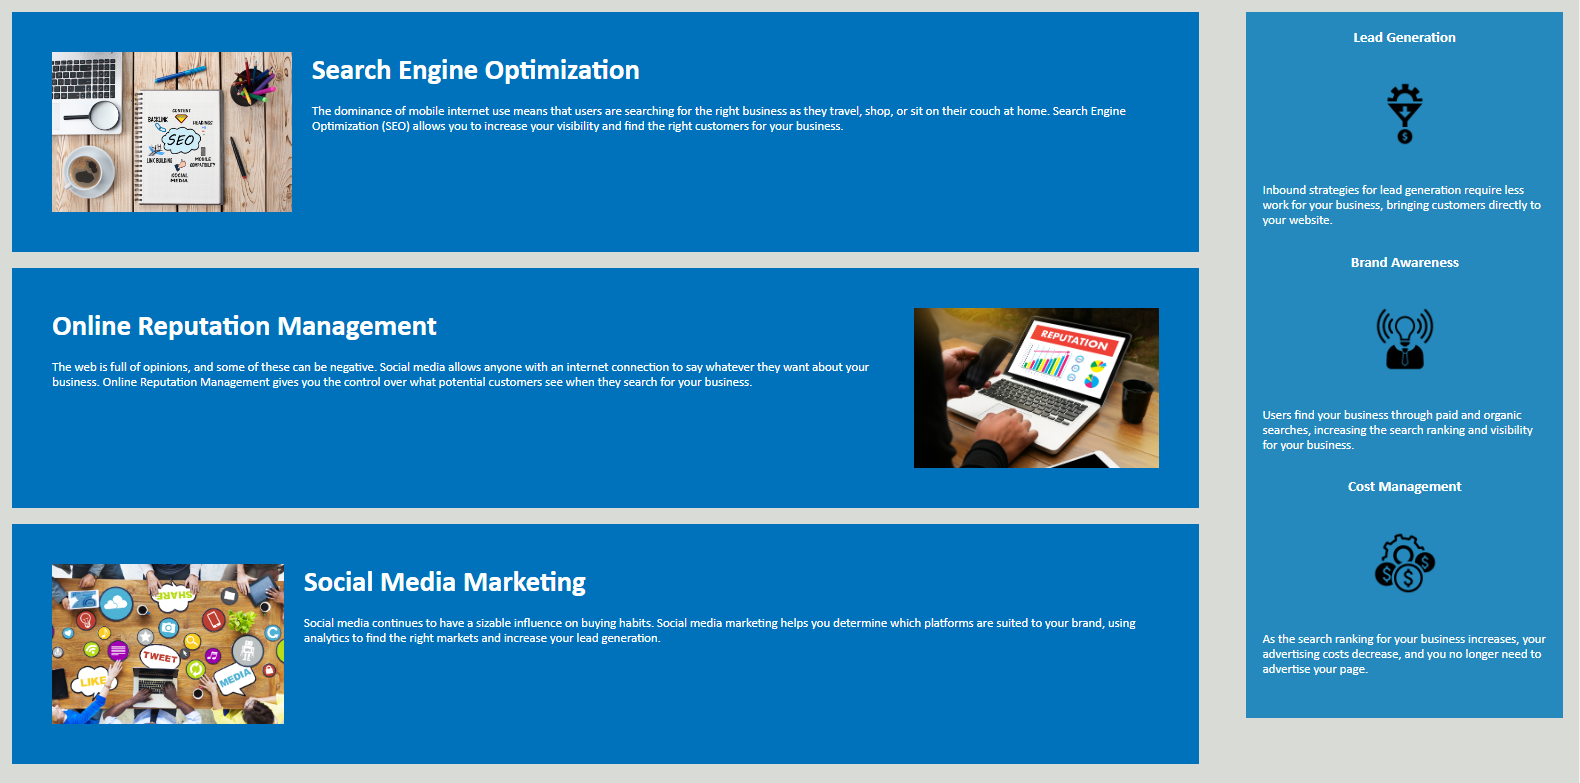 Search Engine Optimization
The dominance of mobile internet use means that users are searching for the right business as they travel, shop, or sit on their couch at home. Search Engine
Optimization (SEO) allows you to increase your visibility and find the right customers for your business.
CONTENT
BACKLINK
HEADINGS
SEO
LINK BUILDING
MOBILE
COMPATIBILITY
SOCIAL
MEDIA
Online Reputation Management
The web is full of opinions, and some of these can be negative. Social media allows anyone with an internet connection to say whatever they want about your
business. Online Reputation Management gives you the control over what potential customers see when they search for your business.
REPUTATION
Social Media Marketing
Social media continues to have a sizable influence on buying habits. Social media marketing helps you determine which platforms are suited to your brand, using
analytics to find the right markets and increase your lead generation.
SHARE
TWEET
LIKE
MEDIA
Lead Generation
$
Inbound strategies for lead generation require less
work for your business, bringing customers directly to
your website.
Brand Awareness
Users find your business through paid and organic
searches, increasing the search ranking and visibility
for your business.
Cost Management
$ $ $
As the search ranking for your business increases, your
advertising costs decrease, and you no longer need to
advertise your page.